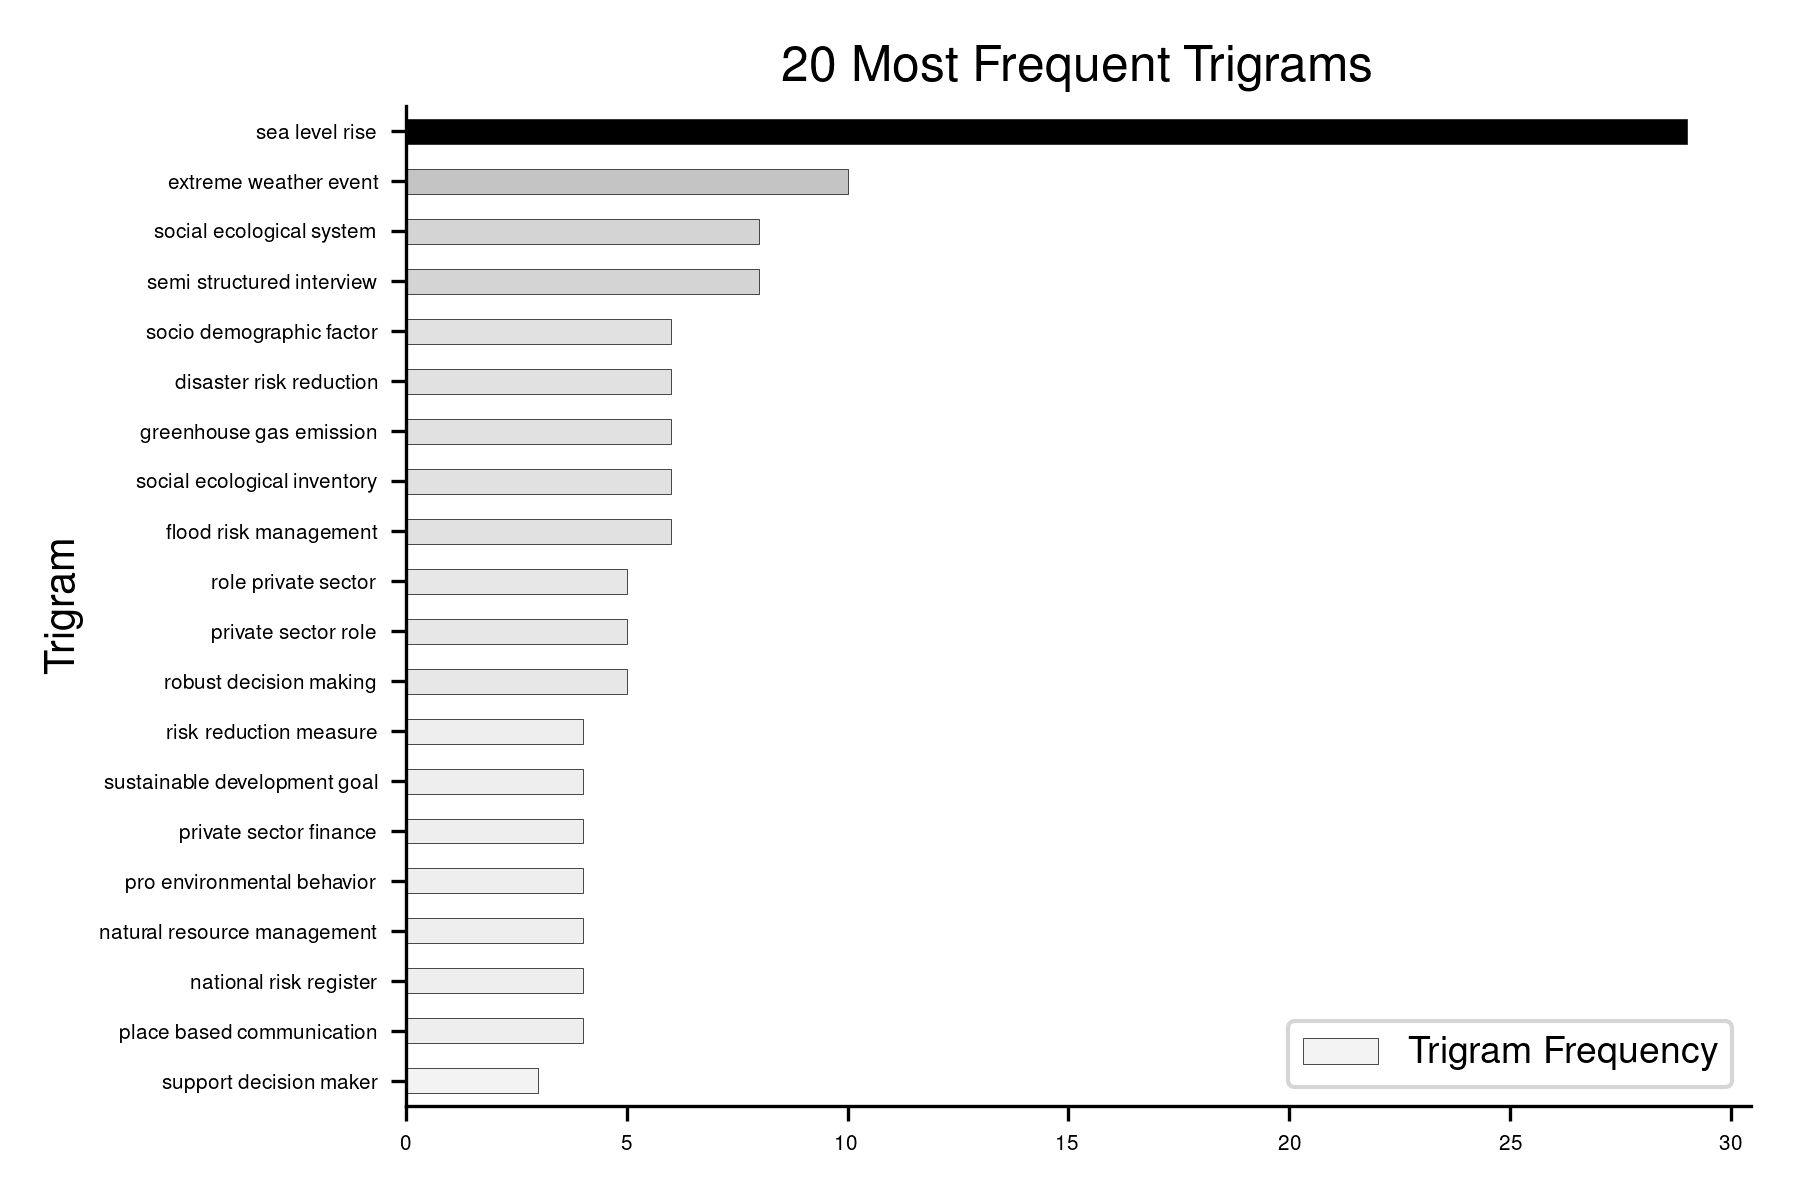 20 Most Frequent Trigrams
sea level rise
extreme weather event
social ecological system
semi structured interview
socio demographic factor
disaster risk reduction
greenhouse gas emission
social ecological inventory
flood risk management
role private sector
private sector role
robust decision making
risk reduction measure
sustainable development goal
private sector finance
pro environmental behavior
natural resource management
national risk register
place based communication
support decision maker
Trigram
Trigram Frequency
0 5 10 15 20 25 30